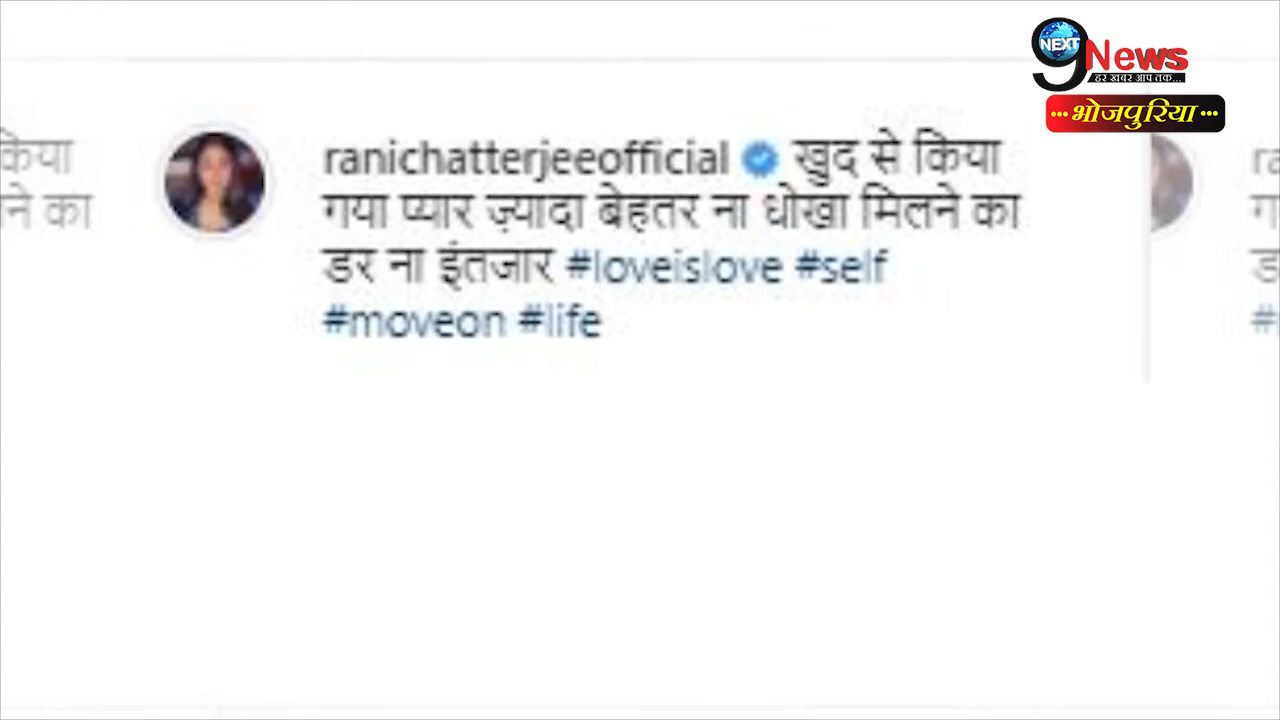 NEXT
9 News
हर खबर आप तक...
...भोजपुरिया...
किया
ने का
ranichatterjeeofficial खुद से किया
गया प्यार ज़्यादा बेहतर ना धोखा मिलने का
डर ना इंतजार #loveislove #self
#moveon #life